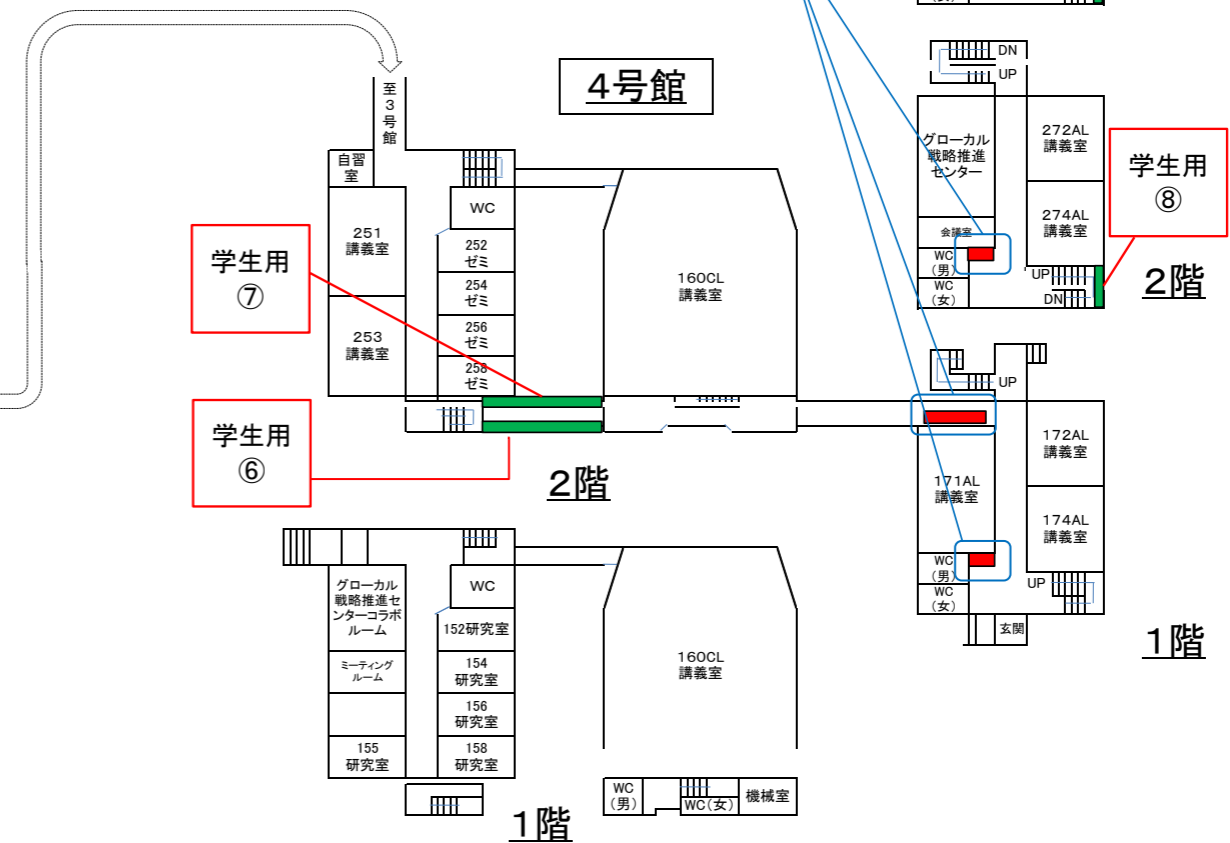 (女)
DN
UP
4号館
至
3
号
館
自習
室
251
講義室
253
講義室
WC
252
ゼミ
254
ゼミ
256
ゼミ
258
ゼミ
160CL
講義室
学生用
⑦
学生用
⑥
2階
グローカル
戦略推進
センター
会議室
WC
(男)
WC
(女)
272AL
講義室
274AL
講義室
UP
DN
学生用
⑧
2階
UP
171AL
講義室
WC
(男)
WC
(女)
172AL
講義室
174AL
講義室
UP
玄関
1階
グローカル
戦略推進セ
ンターコラボ
ルーム
ミーティング
ルーム
155
研究室
WC
152研究室
154
研究室
156
研究室
158
研究室
160CL
講義室
WC
(男)
WC(女)
機械室
1階